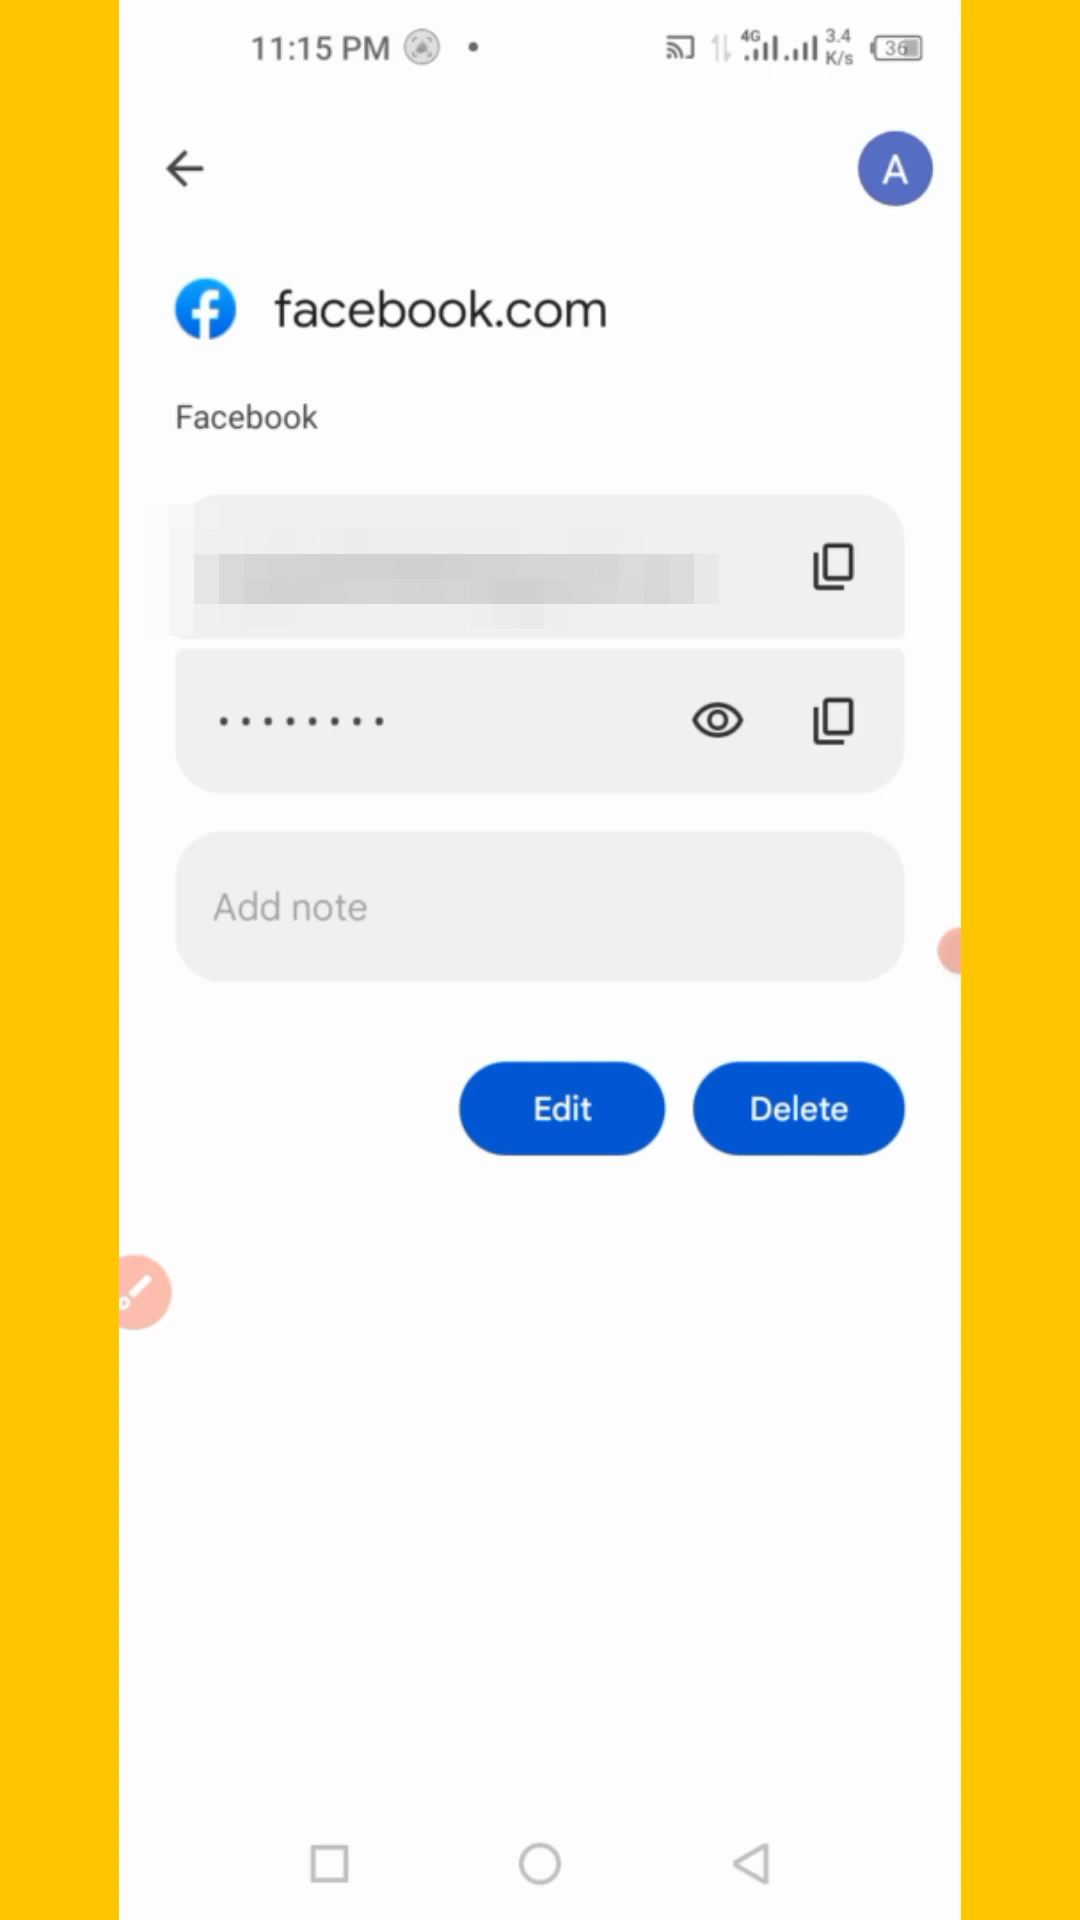 11:15 PM
4G 3.4 K/s 36
A
facebook.com
Facebook
••••••••
Add note
Edit Delete